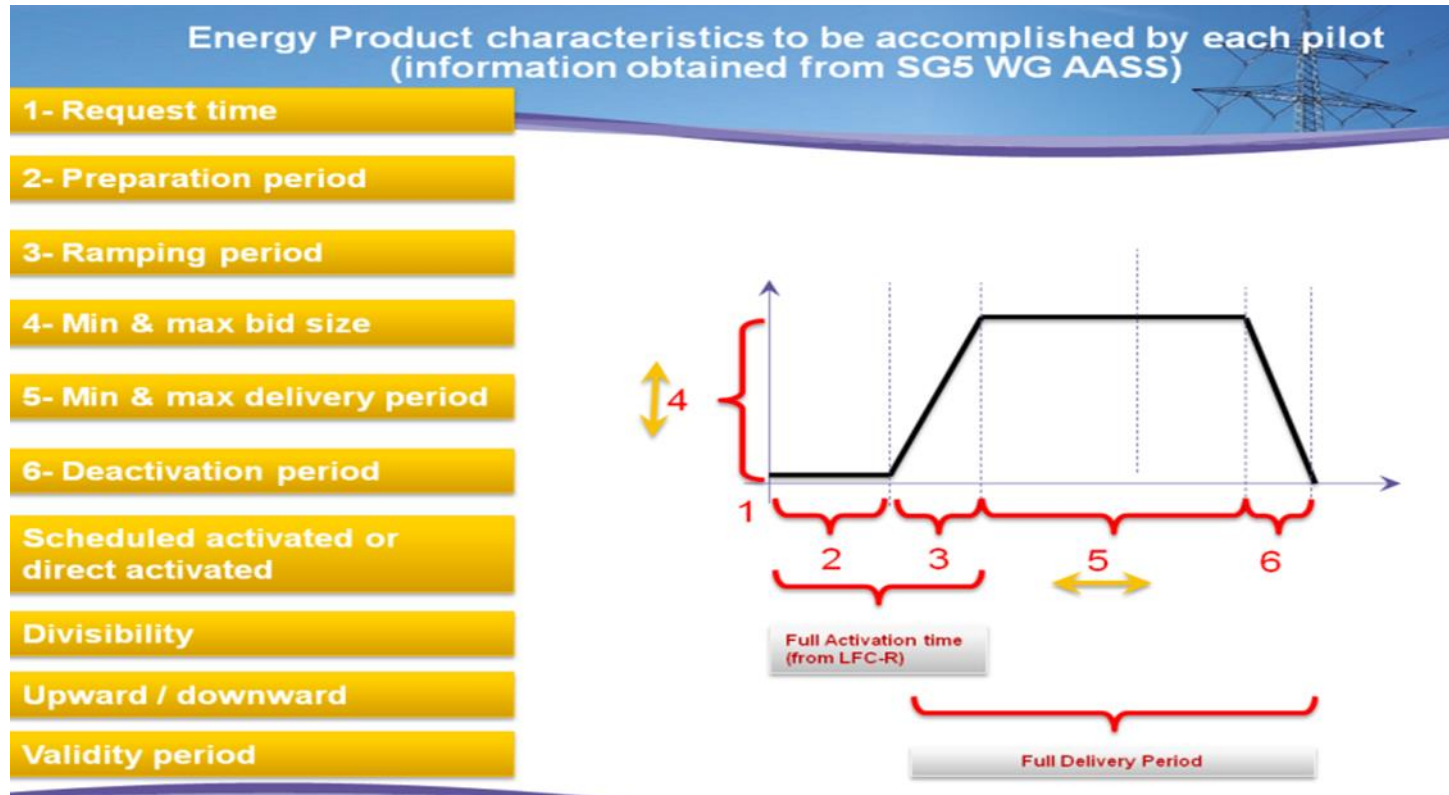 Energy Product characteristics to be accomplished by each pilot
(information obtained from SG5 WG AASS)
1- Request time
2- Preparation period
3- Ramping period
4- Min & max bid size
5- Min & max delivery period
6- Deactivation period
Scheduled activated or
direct activated
Divisibility
Upward / downward
Validity period
4
1
2
3
5
6
Full Activation time
(from LFC-R)
Full Delivery Period